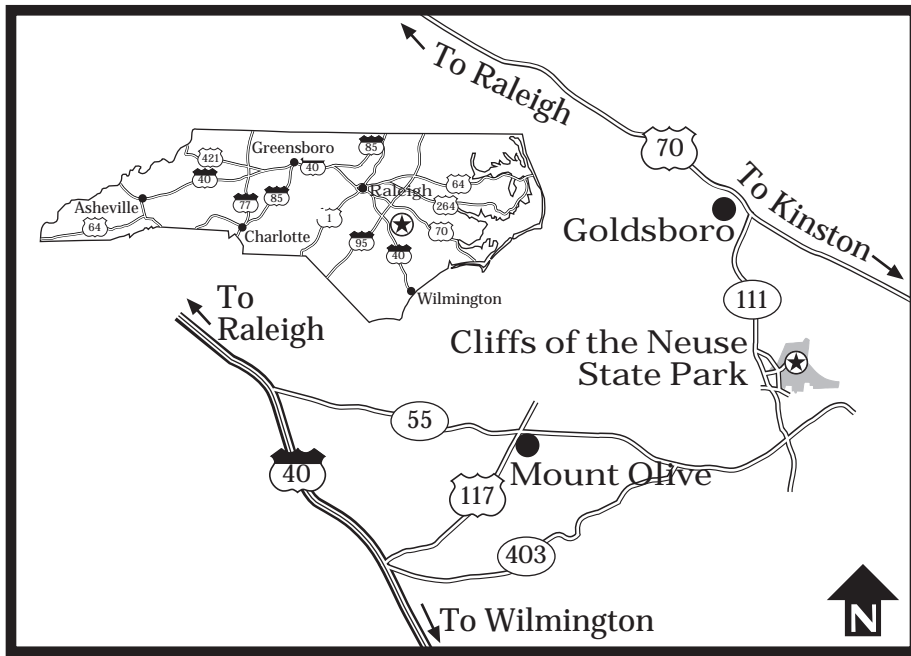 To Raleigh
70
To Kinston
Goldsboro
111
Cliffs of the Neuse
State Park
Greensboro
421
40
85
40
Raleigh
64
Asheville
77
85
264
1
64
Charlotte
95
70
40
Wilmington
To
Raleigh
55
40
Mount Olive
117
403
To Wilmington
N